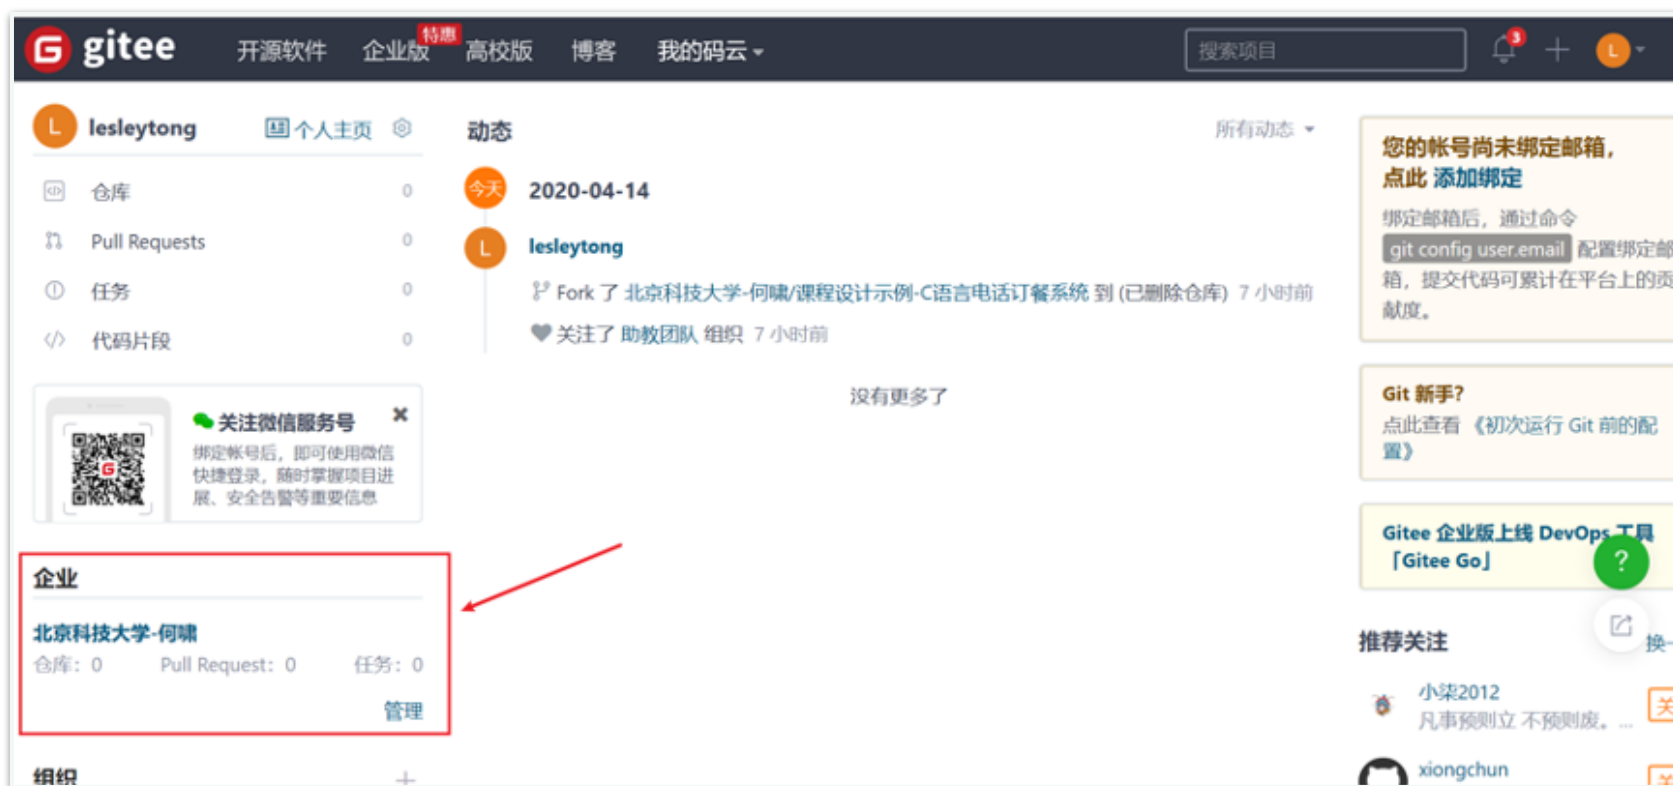 gitee 开源软件 企业版 特惠 高校版 博客 我的码云 搜索项目 3 L
L lesleytong 个人主页
仓库 0
Pull Requests 0
任务 0
代码片段 0
关注微信服务号
绑定帐号后，即可使用微信
快捷登录，随时掌握项目进
展、安全告警等重要信息
企业
北京科技大学-何啸
仓库：0 Pull Request：0 任务：0
管理
组织
动态 所有动态
今天 2020-04-14
L lesleytong
Fork 了 北京科技大学-何啸/课程设计示例-C语言电话订餐系统 到 (已删除仓库) 7 小时前
关注了 助教团队 组织 7 小时前
没有更多了
您的帐号尚未绑定邮箱，
点此 添加绑定
绑定邮箱后，通过命令
git config user.email 配置绑定邮
箱，提交代码可累计在平台上的贡
献度。
Git 新手？
点此查看 《初次运行 Git 前的配
置》
Gitee 企业版上线 DevOps 工具
「Gitee Go」
?
推荐关注 换一
小柒2012
凡事预则立 不预则废。...
关
xiongchun
关